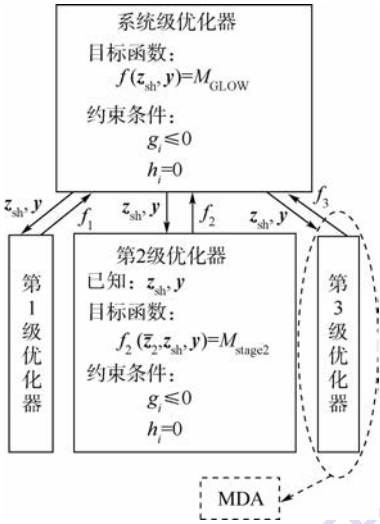 系统级优化器
目标函数:
f(z_sh, y)=M_GLOW
约束条件:
g_i≤0
h_i=0
z_sh, y f_1 z_sh, y f_2 z_sh, y f_3
第1级优化器
第2级优化器
已知: z_sh, y
目标函数:
f_2(z̅_2, z_sh, y)=M_stage2
约束条件:
g_i≤0
h_i=0
第3级优化器
MDA